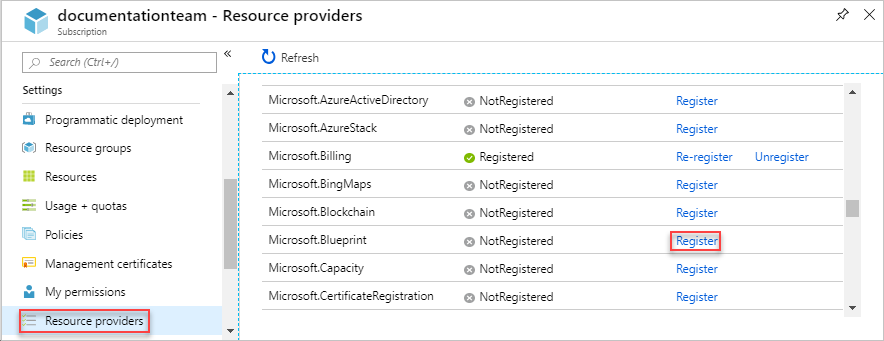 documentationteam - Resource providers
Subscription
Search (Ctrl+/)
«
Refresh
Settings
Programmatic deployment
Resource groups
Resources
Usage + quotas
Policies
Management certificates
My permissions
Resource providers
Microsoft.AzureActiveDirectory NotRegistered Register
Microsoft.AzureStack NotRegistered Register
Microsoft.Billing Registered Re-register Unregister
Microsoft.BingMaps NotRegistered Register
Microsoft.Blockchain NotRegistered Register
Microsoft.Blueprint NotRegistered Register
Microsoft.Capacity NotRegistered Register
Microsoft.CertificateRegistration NotRegistered Register